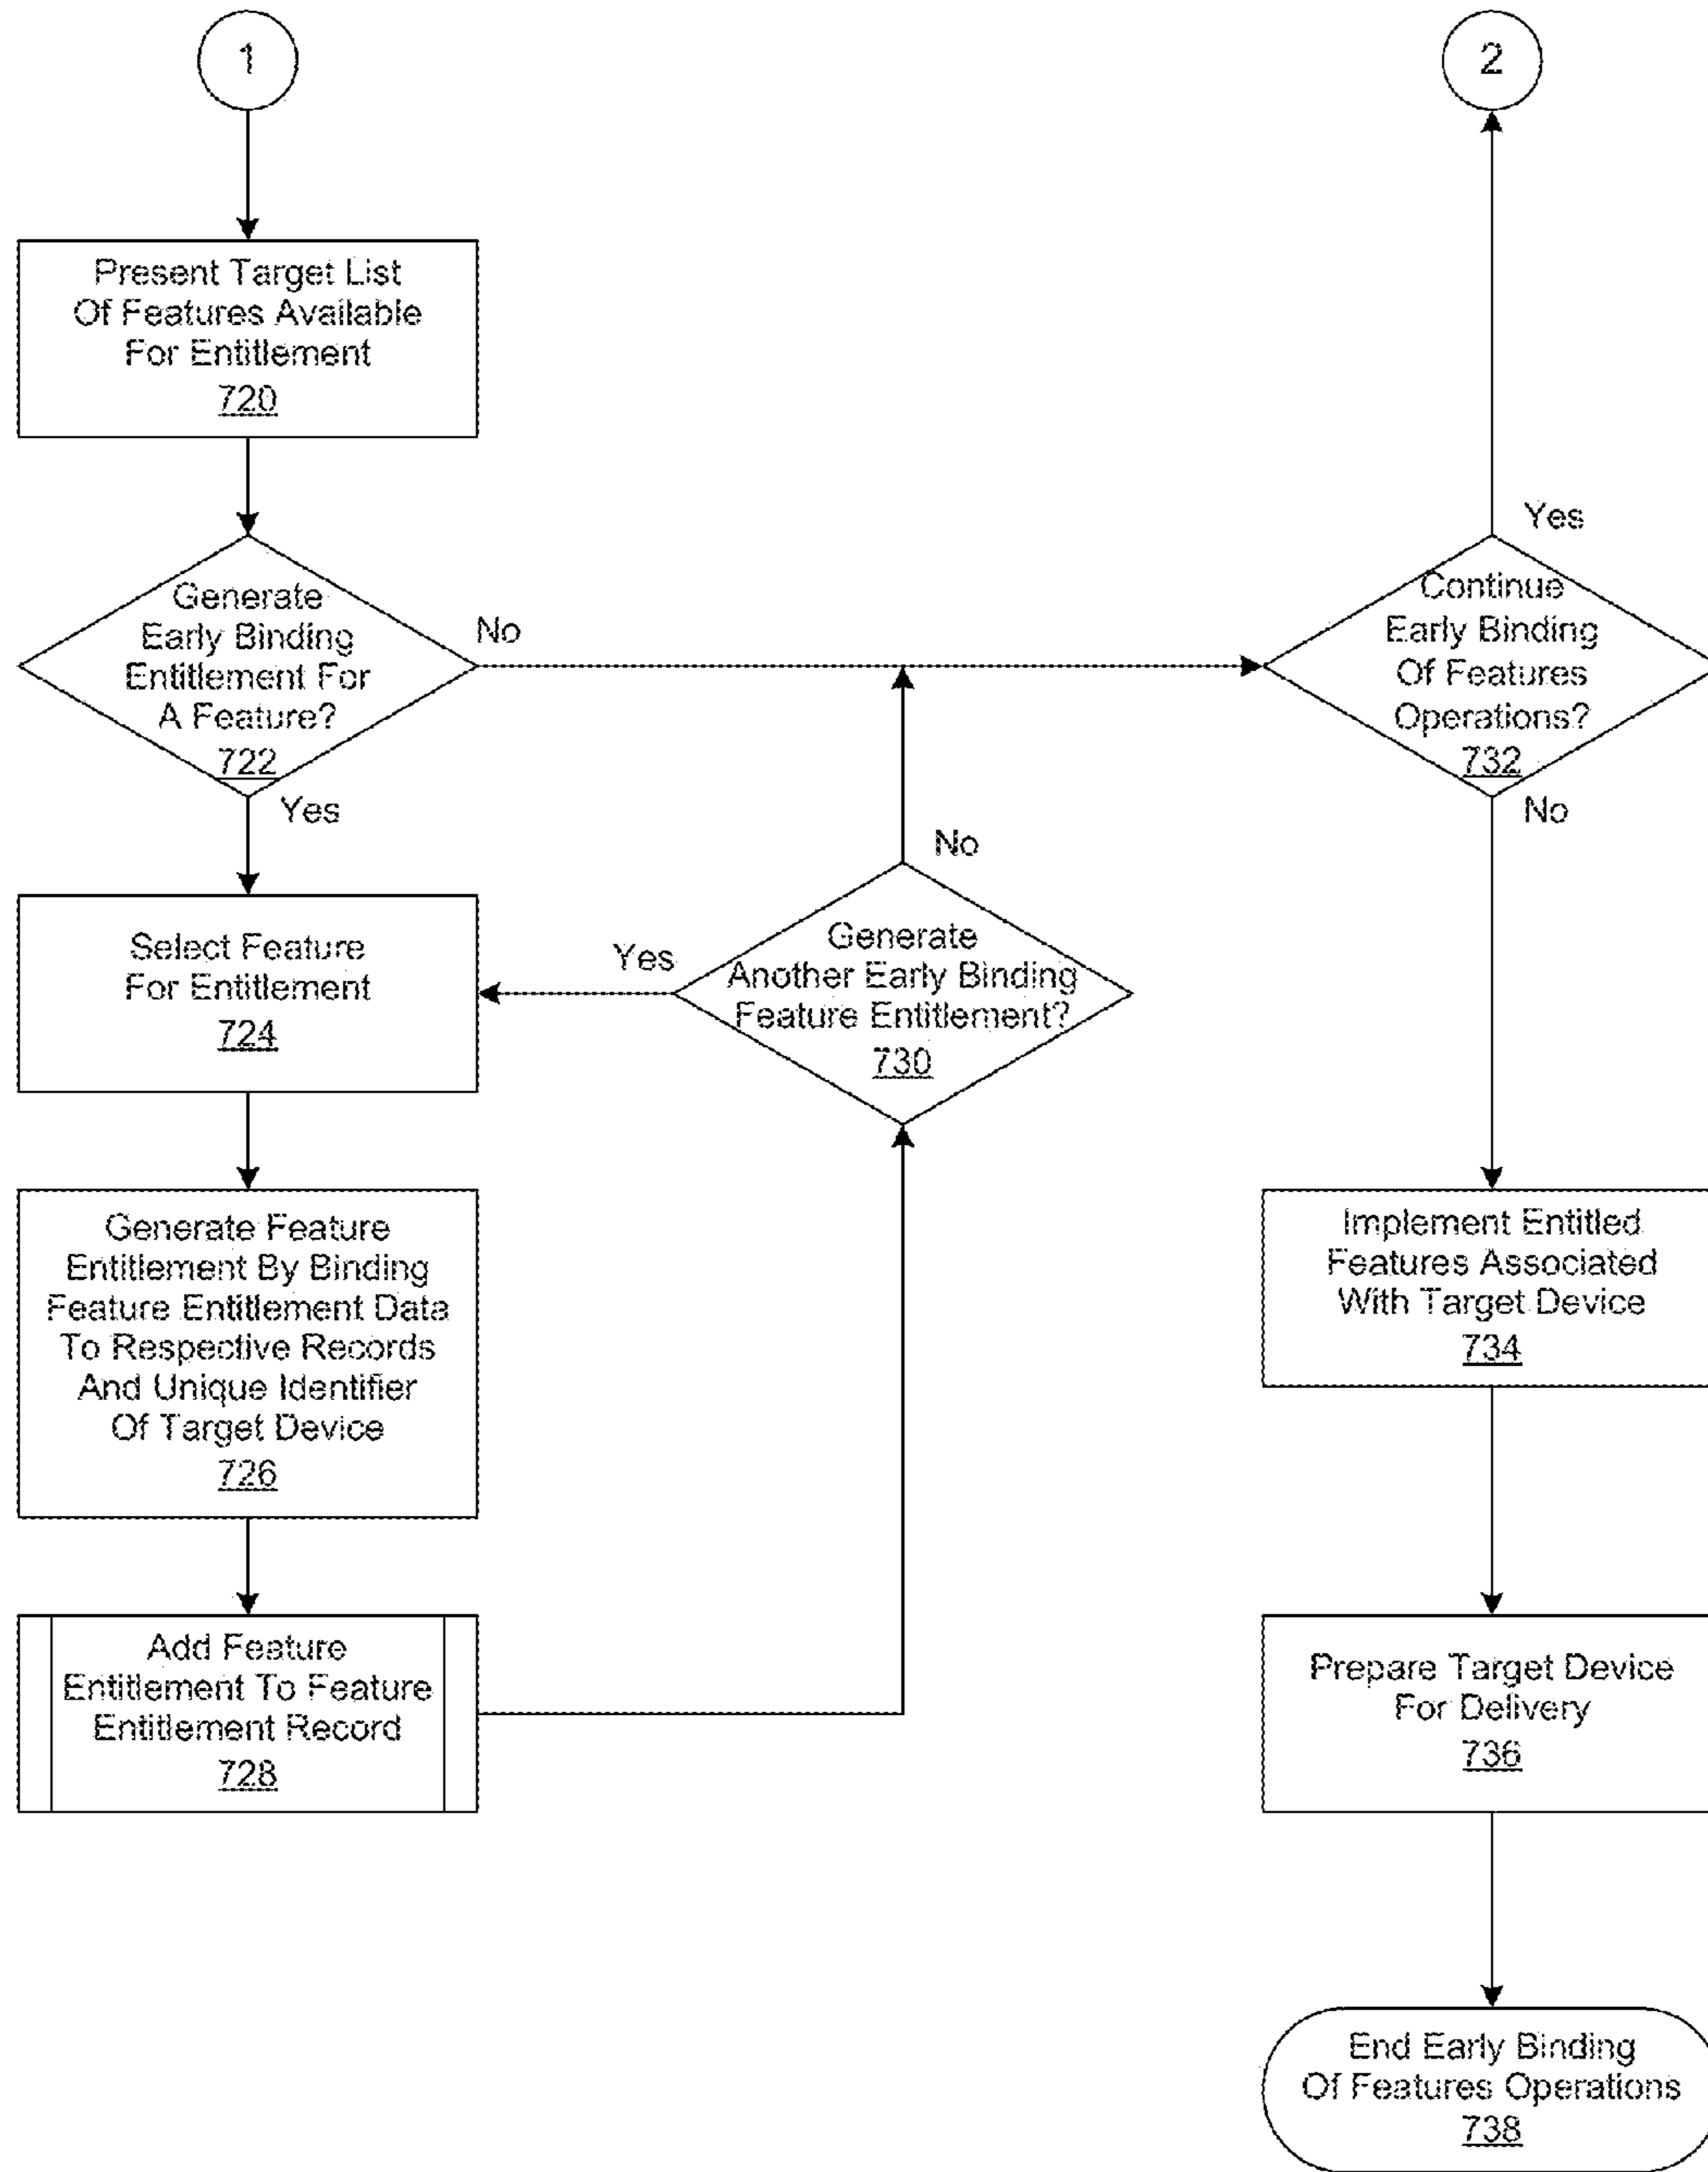 1
Present Target List
Of Features Available
For Entitlement
720
Generate
Early Binding
Entitlement For
A Feature?
722
No
Yes
Select Feature
For Entitlement
724
Generate Feature
Entitlement By Binding
Feature Entitlement Data
To Respective Records
And Unique Identifier
Of Target Device
726
Add Feature
Entitlement To Feature
Entitlement Record
728
Generate
Another Early Binding
Feature Entitlement?
730
Yes
No
2
Yes
Continue
Early Binding
Of Features
Operations?
732
No
Implement Entitled
Features Associated
With Target Device
734
Prepare Target Device
For Delivery
736
End Early Binding
Of Features Operations
738